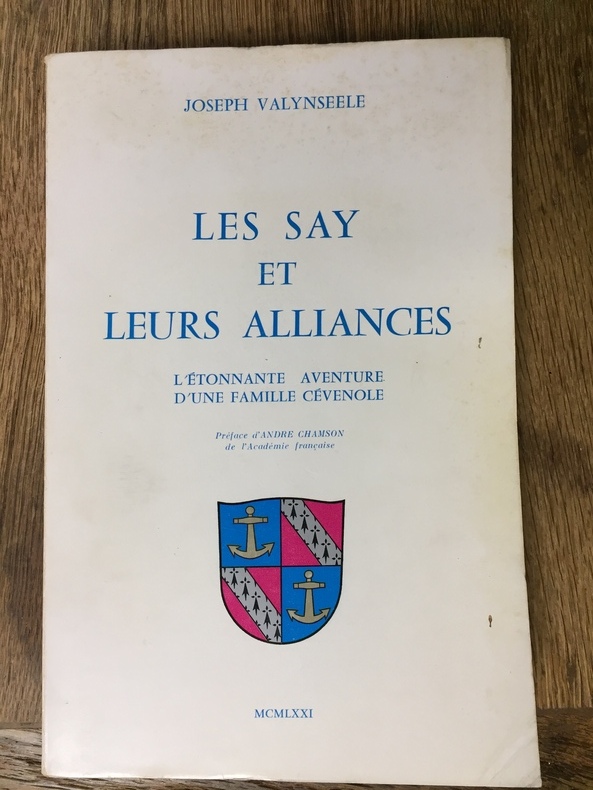 JOSEPH VALYNSEELE
LES SAY
ET
LEURS ALLIANCES
L'ÉTONNANTE AVENTURE
D'UNE FAMILLE CÉVENOLE
Préface d'ANDRE CHAMSON
de l'Académie française
MCMLXXI